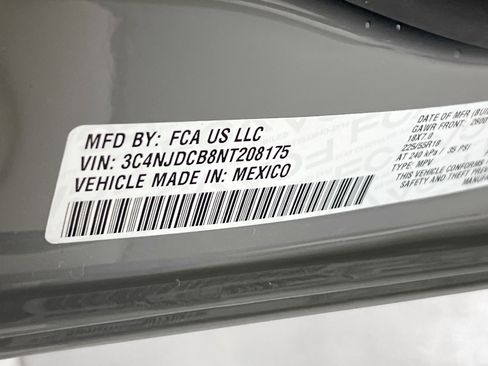 MFD BY: FCA US LLC
VIN: 3C4NJDCB8NT208175
VEHICLE MADE IN: MEXICO
DATE OF MFR
GAWR FRONT:
18X7.0
225/55R18
AT 240 kPa / 35 PSI
TYPE: MPV
VEHICLE CONFORMS
SAFETY AND THEFT